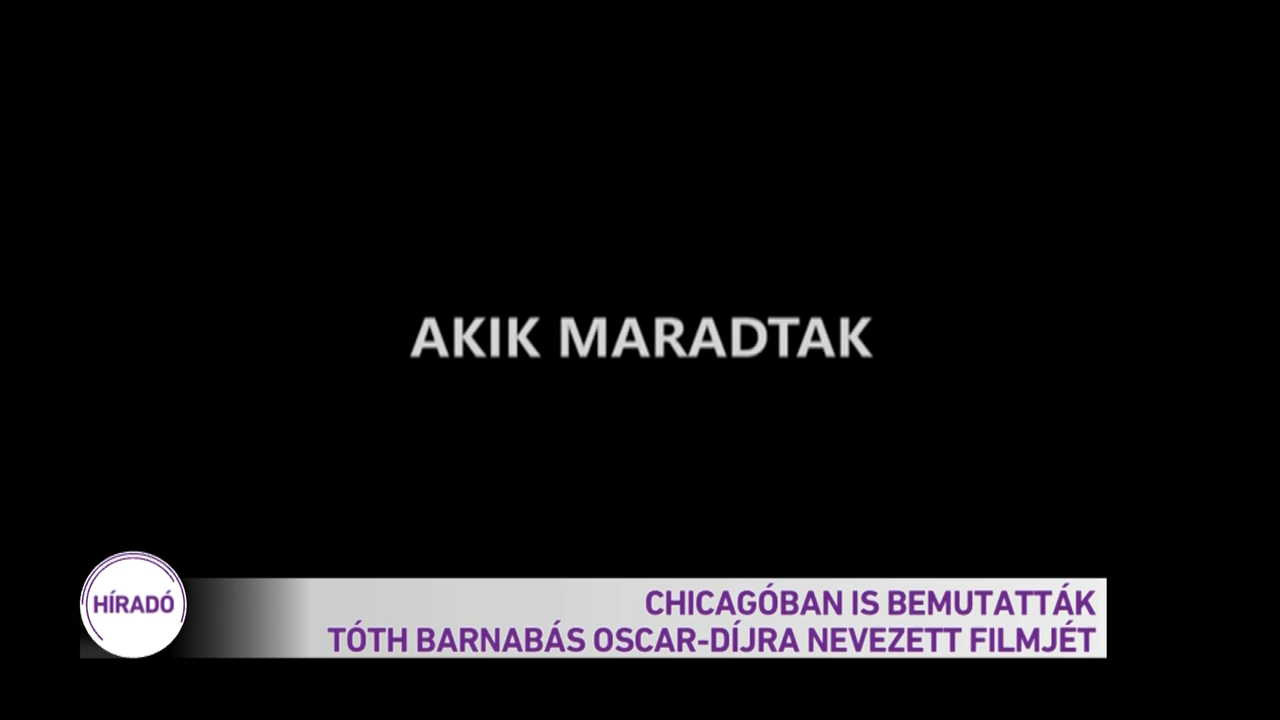 AKIK MARADTAK
HÍRADÓ
CHICAGÓBAN IS BEMUTATTÁK
TÓTH BARNABÁS OSCAR-DÍJRA NEVEZETT FILMJÉT